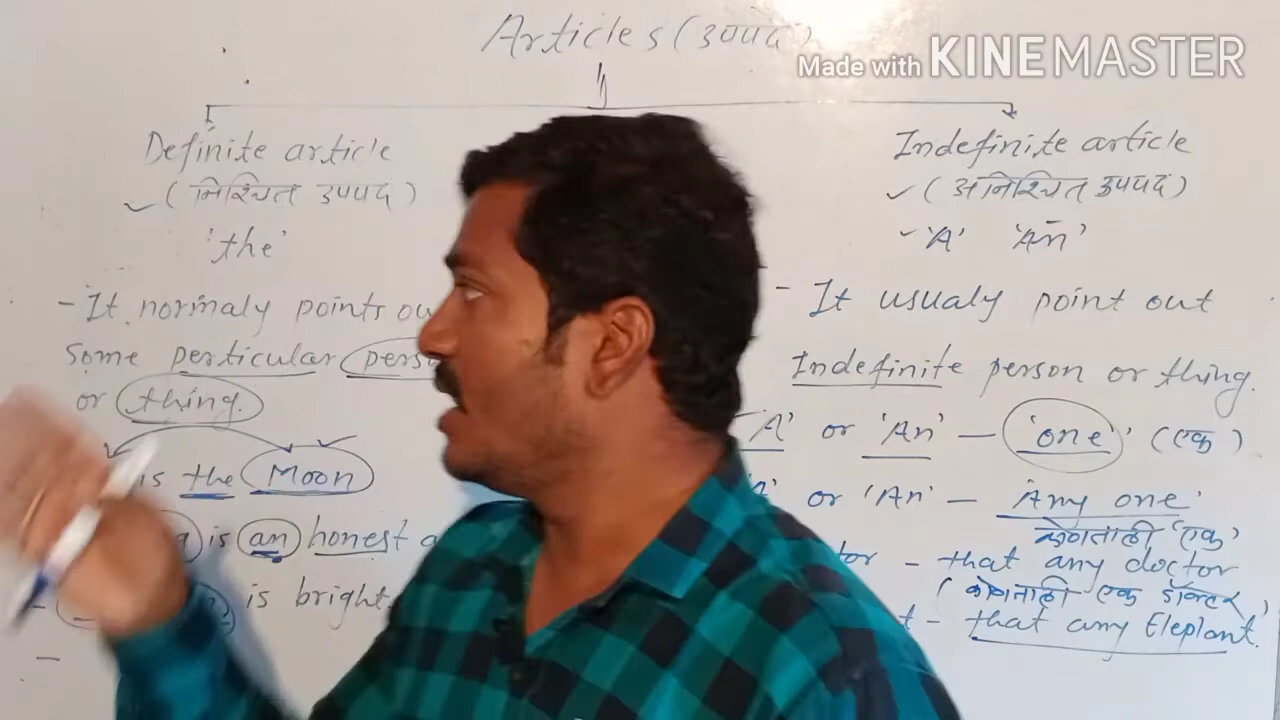 Articles (उपपद)
Made with KINEMASTER
Definite article
(निश्चित उपपद)
'the'
- It normaly points ou
some perticular pers
or thing.
is the Moon
is an honest a
- is bright.
-
Indefinite article
(अनिश्चित उपपद)
- 'A' 'An'
- It usualy point out
Indefinite person or thing.
'A' or 'An' — 'one' (एक)
or 'An' - Any one'
कोणताली 'एक'
tor - that any doctor
(कोणताली एक डॉक्टर)
t - that any Eleplant.